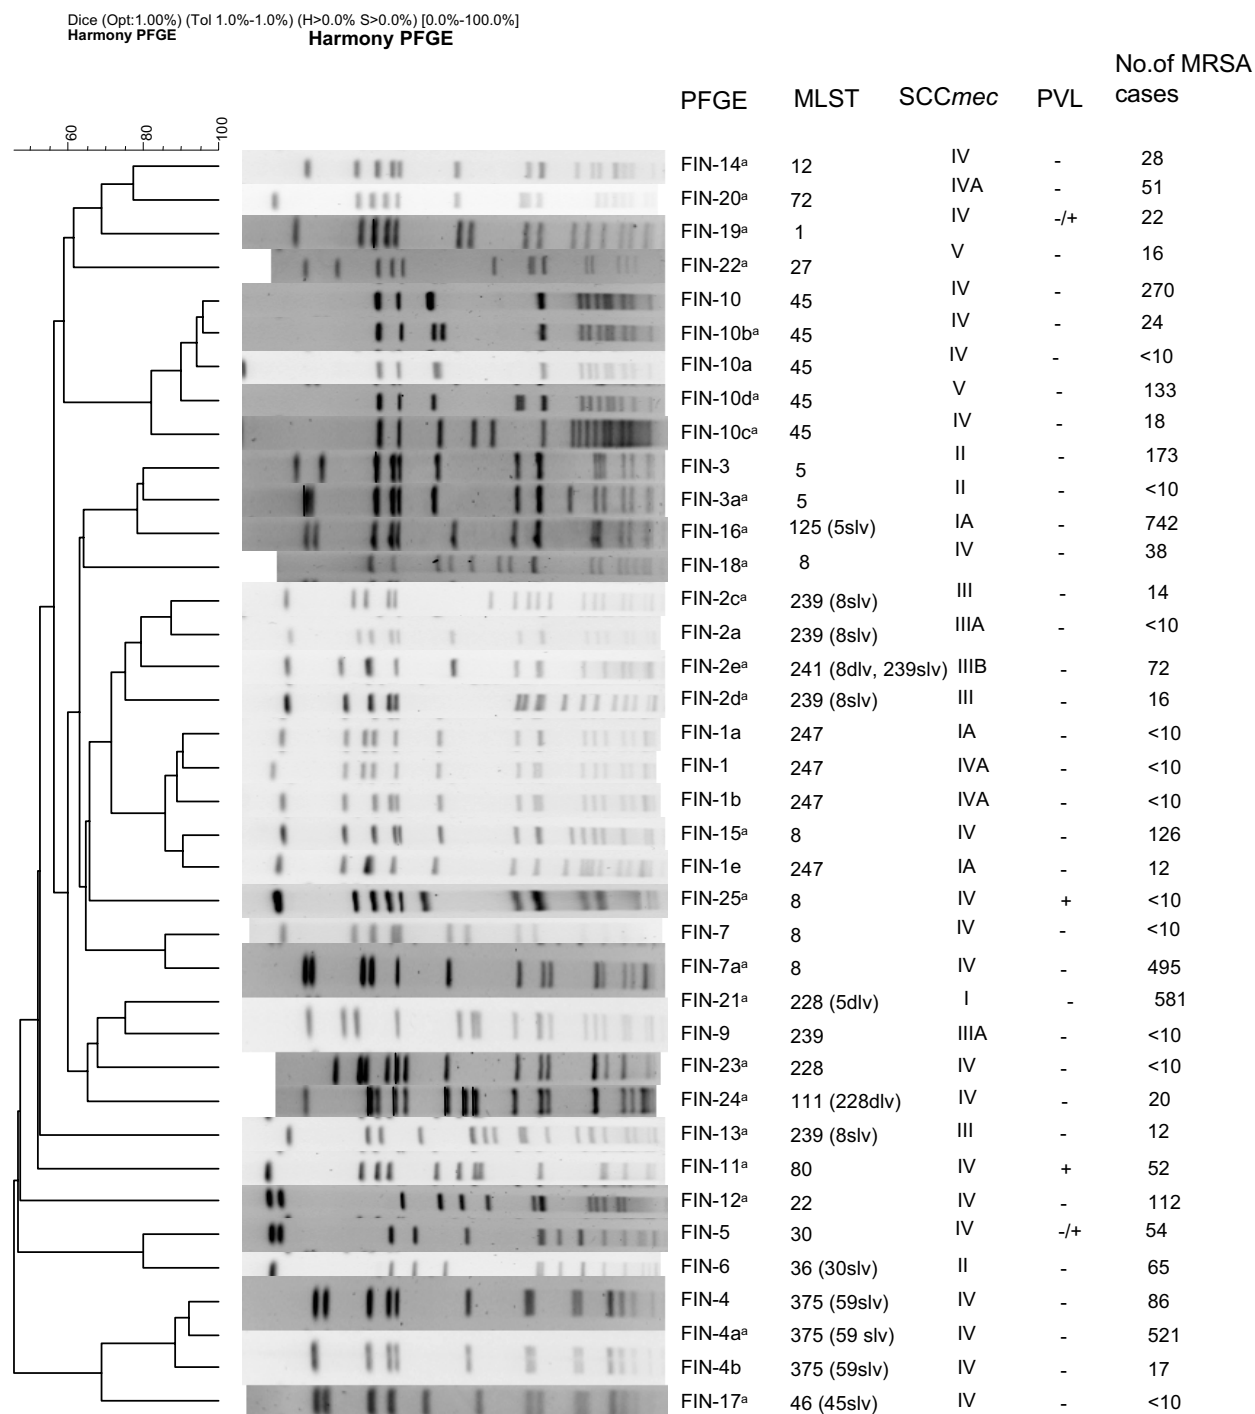 Dice (Opt:1.00%) (Tol 1.0%-1.0%) (H>0.0% S>0.0%) [0.0%-100.0%]
Harmony PFGE Harmony PFGE
60 80 100
PFGE MLST SCCmec PVL No.of MRSA cases
FIN-14ᵃ 12 IV - 28
FIN-20ᵃ 72 IVA - 51
FIN-19ᵃ 1 IV -/+ 22
FIN-22ᵃ 27 V - 16
FIN-10 45 IV - 270
FIN-10bᵃ 45 IV - 24
FIN-10a 45 IV - <10
FIN-10dᵃ 45 V - 133
FIN-10cᵃ 45 IV - 18
FIN-3 5 II - 173
FIN-3aᵃ 5 II - <10
FIN-16ᵃ 125 (5slv) IA - 742
FIN-18ᵃ 8 IV - 38
FIN-2cᵃ 239 (8slv) III - 14
FIN-2a 239 (8slv) IIIA - <10
FIN-2eᵃ 241 (8dlv, 239slv) IIIB - 72
FIN-2dᵃ 239 (8slv) III - 16
FIN-1a 247 IA - <10
FIN-1 247 IVA - <10
FIN-1b 247 IVA - <10
FIN-15ᵃ 8 IV - 126
FIN-1e 247 IA - 12
FIN-25ᵃ 8 IV + <10
FIN-7 8 IV - <10
FIN-7aᵃ 8 IV - 495
FIN-21ᵃ 228 (5dlv) I - 581
FIN-9 239 IIIA - <10
FIN-23ᵃ 228 IV - <10
FIN-24ᵃ 111 (228dlv) IV - 20
FIN-13ᵃ 239 (8slv) III - 12
FIN-11ᵃ 80 IV + 52
FIN-12ᵃ 22 IV - 112
FIN-5 30 IV -/+ 54
FIN-6 36 (30slv) II - 65
FIN-4 375 (59slv) IV - 86
FIN-4aᵃ 375 (59 slv) IV - 521
FIN-4b 375 (59slv) IV - 17
FIN-17ᵃ 46 (45slv) IV - <10